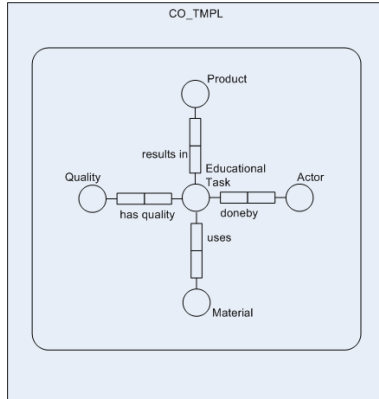 CO_TMPL
Product
results in
Educational
Task
Quality
Actor
has quality
doneby
uses
Material